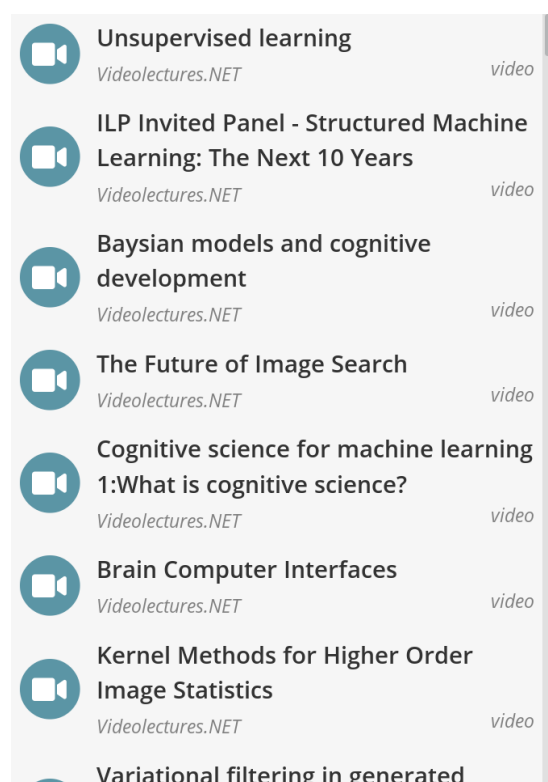 Unsupervised learning
Videolectures.NET
video
ILP Invited Panel - Structured Machine
Learning: The Next 10 Years
Videolectures.NET
video
Baysian models and cognitive
development
Videolectures.NET
video
The Future of Image Search
Videolectures.NET
video
Cognitive science for machine learning
1:What is cognitive science?
Videolectures.NET
video
Brain Computer Interfaces
Videolectures.NET
video
Kernel Methods for Higher Order
Image Statistics
Videolectures.NET
video
Variational filtering in generated